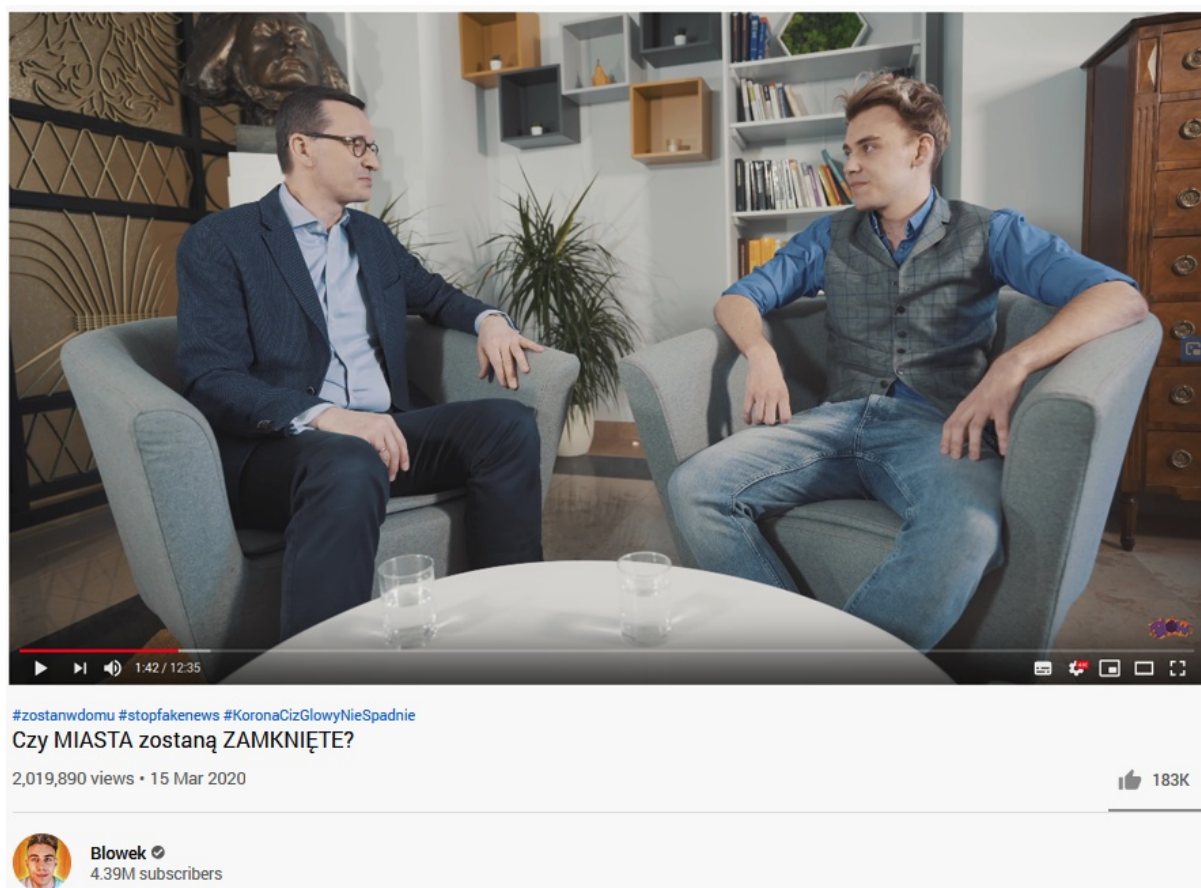 1:42 / 12:35
#zostanwdomu #stopfakenews #KoronaCizGlowyNieSpadnie
Czy MIASTA zostaną ZAMKNIĘTE?
2,019,890 views • 15 Mar 2020
183K
Blowek
4.39M subscribers